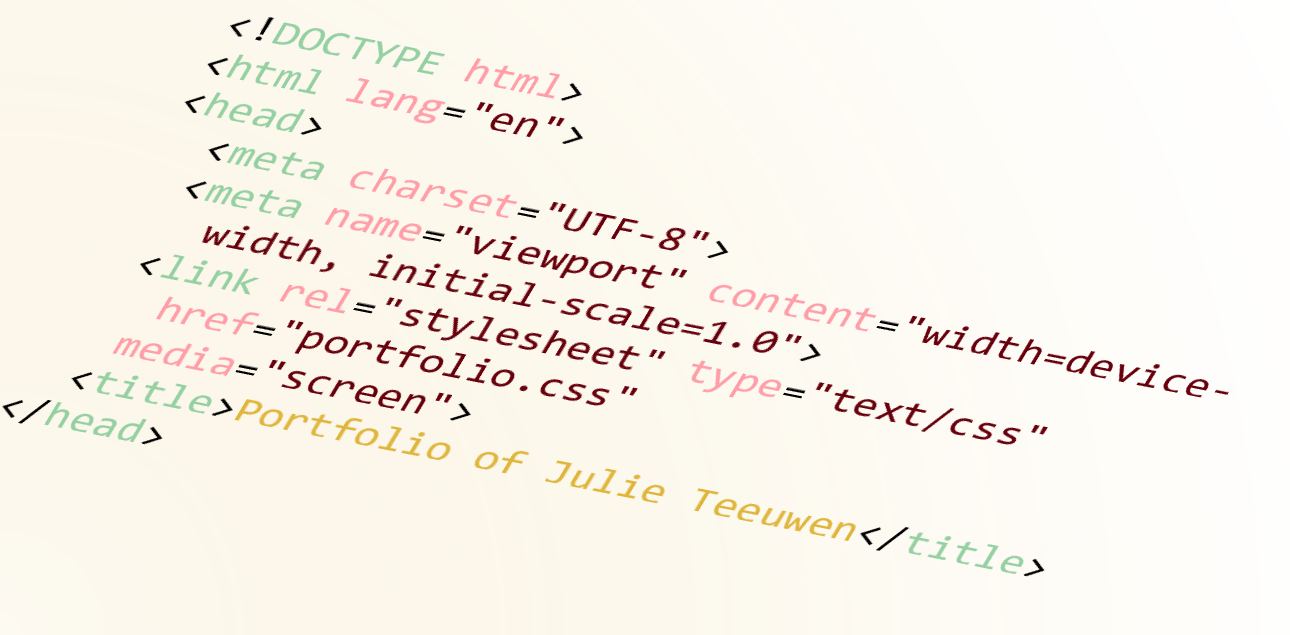 <!DOCTYPE html>
<html lang="en">
<head>
<meta charset="UTF-8">
<meta name="viewport" content="width=device-
width, initial-scale=1.0">
<link rel="stylesheet" type="text/css"
href="portfolio.css"
media="screen">
<title>Portfolio of Julie Teeuwen</title>
</head>